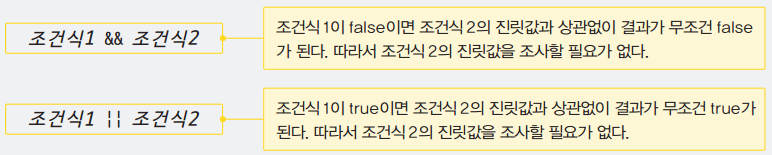 조건식1 && 조건식2
조건식 1이 false이면 조건식 2의 진릿값과 상관없이 결과가 무조건 false
가 된다. 따라서 조건식 2의 진릿값을 조사할 필요가 없다.
조건식1 || 조건식2
조건식 1이 true이면 조건식 2의 진릿값과 상관없이 결과가 무조건 true가
된다. 따라서 조건식 2의 진릿값을 조사할 필요가 없다.